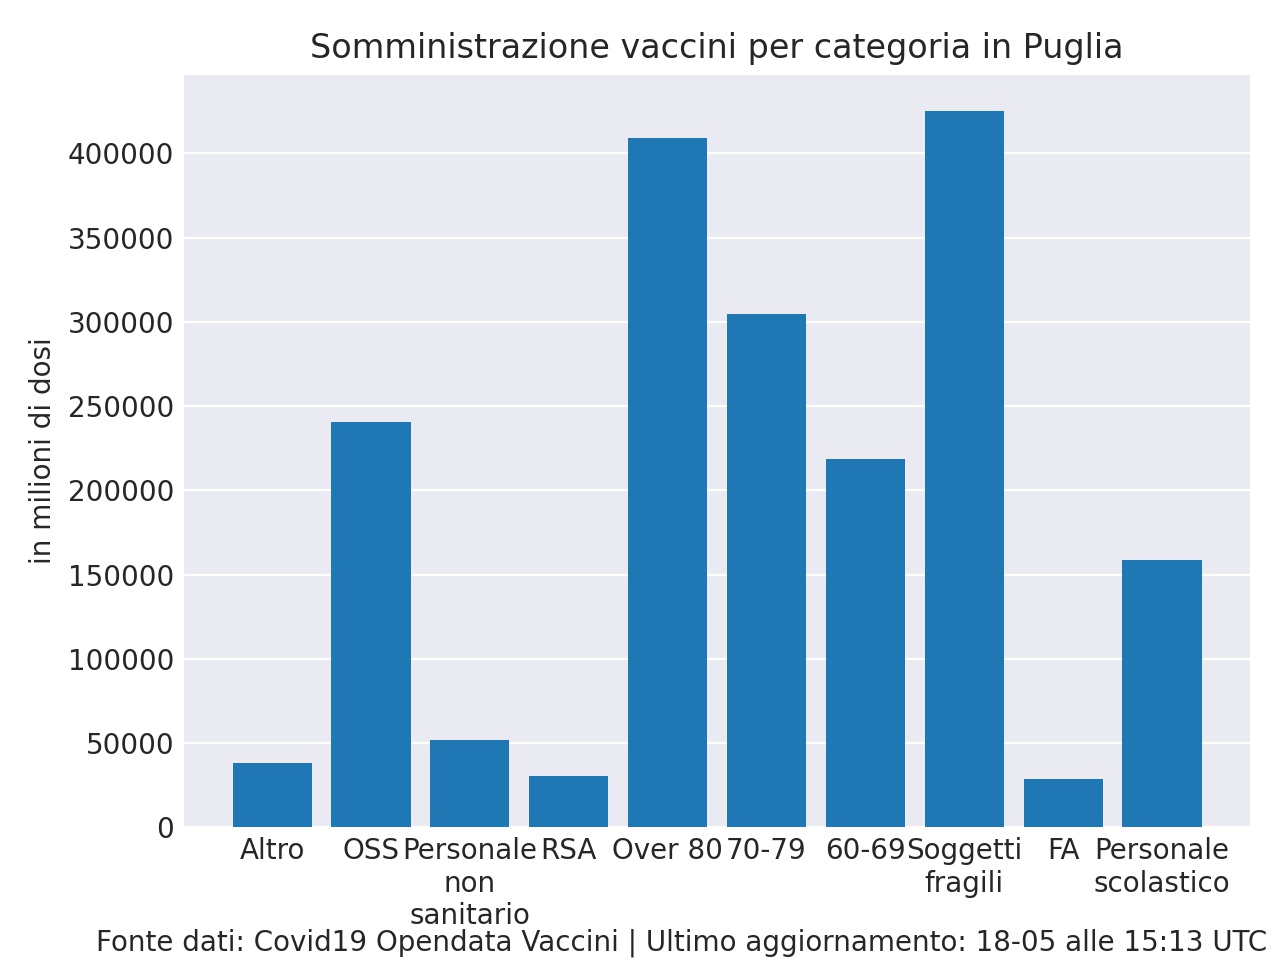 Somministrazione vaccini per categoria in Puglia
in milioni di dosi
400000
350000
300000
250000
200000
150000
100000
50000
0
Altro
OSS
Personale
non
sanitario
RSA
Over 80
70-79
60-69
Soggetti
fragili
FA
Personale
scolastico
Fonte dati: Covid19 Opendata Vaccini | Ultimo aggiornamento: 18-05 alle 15:13 UTC